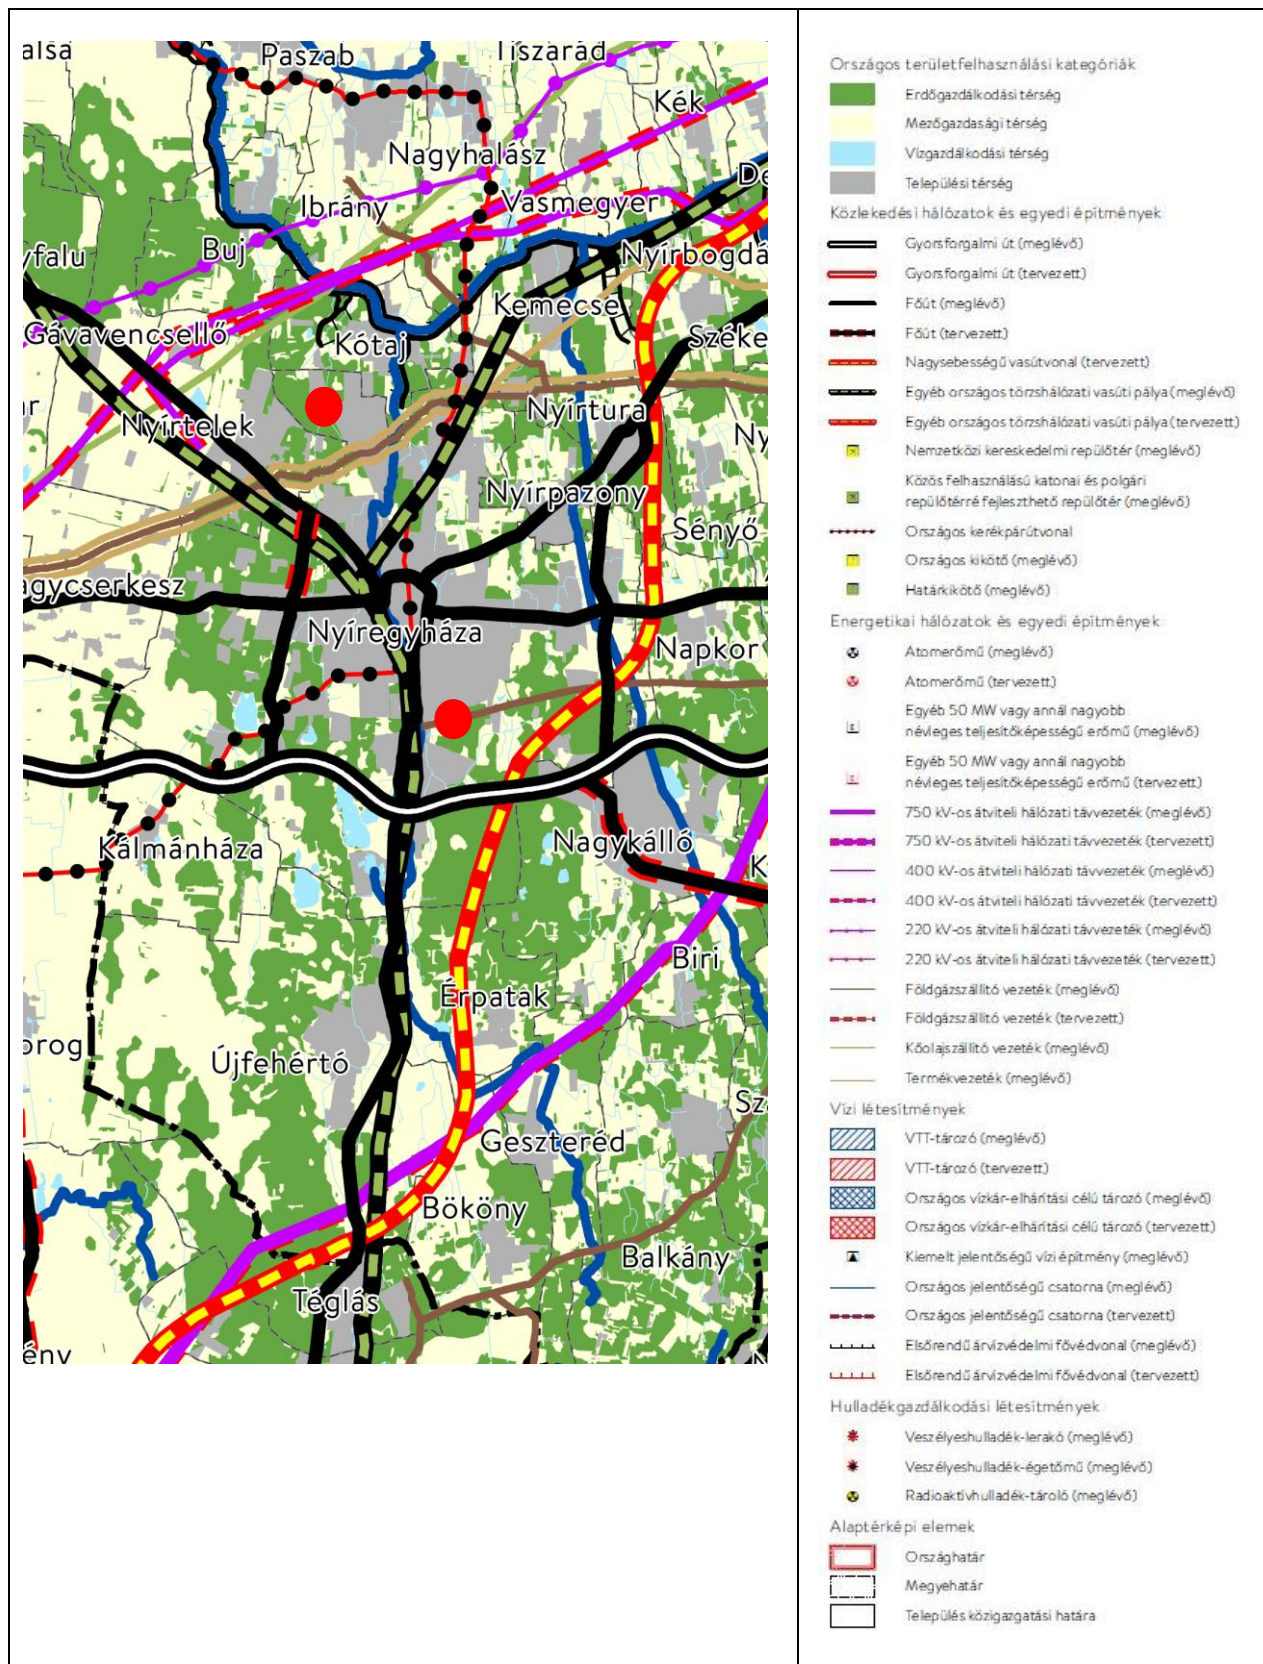 Paszab
Tiszarád
Kék
Nagyhalász
Ibrány
Vasmegyer
Buj
Nyírbogdá
yfalu
Kemecse
Gávavencsellő
Kótaj
Széke
Nyírtelek
Nyírtura
Ny
Nyírpazony
Sényő
agycserkesz
Nyíregyháza
Napkor
Kálmánháza
Nagykálló
K
Biri
Érpatak
orog
Újfehértó
Sz
Geszteréd
Bököny
Balkány
Téglás
ény
Országos területfelhasználási kategóriák
Erdőgazdálkodási térség
Mezőgazdasági térség
Vízgazdálkodási térség
Települési térség
Közlekedési hálózatok és egyedi építmények
Gyorsforgalmi út (meglévő)
Gyorsforgalmi út (tervezett)
Főút (meglévő)
Főút (tervezett)
Nagysebességű vasútvonal (tervezett)
Egyéb országos törzshálózati vasúti pálya (meglévő)
Egyéb országos törzshálózati vasúti pálya (tervezett)
Nemzetközi kereskedelmi repülőtér (meglévő)
Közös felhasználású katonai és polgári
repülőtérré fejleszthető repülőtér (meglévő)
Országos kerékpárútvonal
Országos kikötő (meglévő)
Határkikötő (meglévő)
Energetikai hálózatok és egyedi építmények
Atomerőmű (meglévő)
Atomerőmű (tervezett)
Egyéb 50 MW vagy annál nagyobb
névleges teljesítőképességű erőmű (meglévő)
Egyéb 50 MW vagy annál nagyobb
névleges teljesítőképességű erőmű (tervezett)
750 kV-os átviteli hálózati távvezeték (meglévő)
750 kV-os átviteli hálózati távvezeték (tervezett)
400 kV-os átviteli hálózati távvezeték (meglévő)
400 kV-os átviteli hálózati távvezeték (tervezett)
220 kV-os átviteli hálózati távvezeték (meglévő)
220 kV-os átviteli hálózati távvezeték (tervezett)
Földgázszállító vezeték (meglévő)
Földgázszállító vezeték (tervezett)
Kőolajszállító vezeték (meglévő)
Termékvezeték (meglévő)
Vízi létesítmények
VTT-tározó (meglévő)
VTT-tározó (tervezett)
Országos vízkár-elhárítási célú tározó (meglévő)
Országos vízkár-elhárítási célú tározó (tervezett)
Kiemelt jelentőségű vízi építmény (meglévő)
Országos jelentőségű csatorna (meglévő)
Országos jelentőségű csatorna (tervezett)
Elsőrendű árvízvédelmi fővédvonal (meglévő)
Elsőrendű árvízvédelmi fővédvonal (tervezett)
Hulladékgazdálkodási létesítmények
Veszélyeshulladék-lerakó (meglévő)
Veszélyeshulladék-égetőmű (meglévő)
Radioaktívhulladék-tároló (meglévő)
Alaptérképi elemek
Országhatár
Megyehatár
Település közigazgatási határa